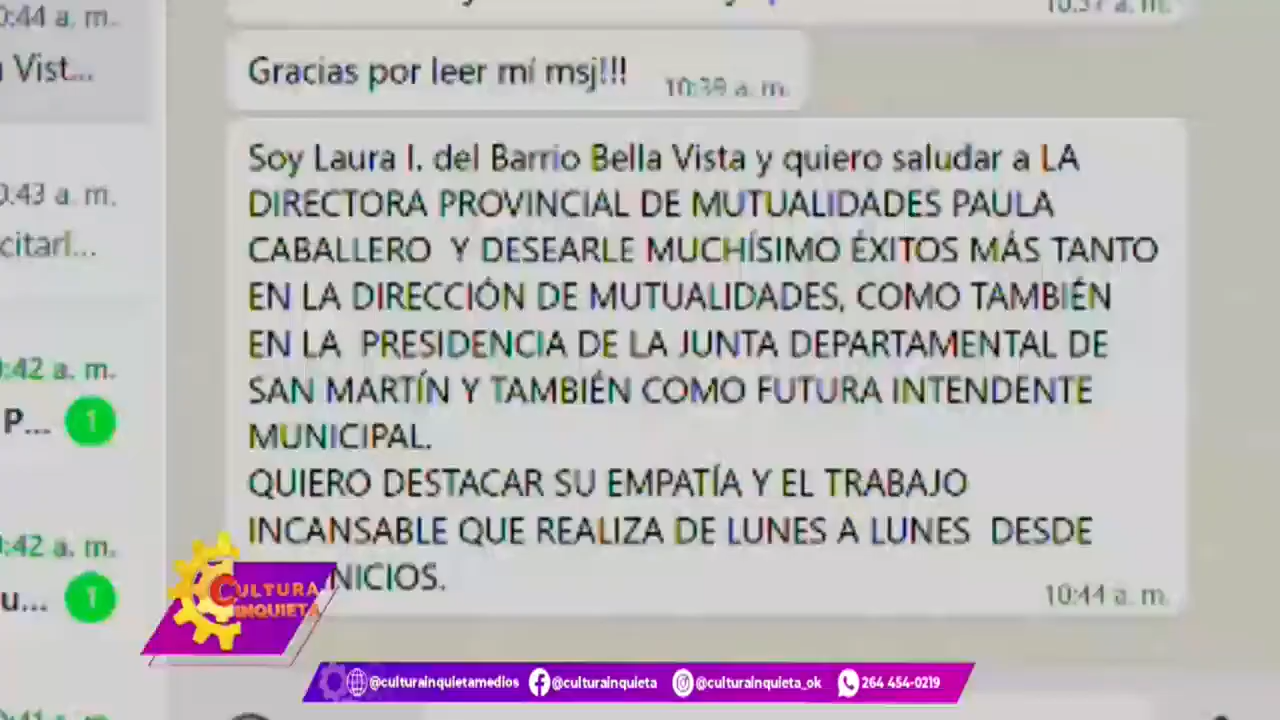 0:44 a. m.
Vist...
0:43 a. m.
citarl...
:42 a. m.
P...
1
:42 a. m.
u...
1
10:37 a. m.
Gracias por leer mí msj!!!
10:39 a. m.
Soy Laura I. del Barrio Bella Vista y quiero saludar a LA
DIRECTORA PROVINCIAL DE MUTUALIDADES PAULA
CABALLERO Y DESEARLE MUCHÍSIMO ÉXITOS MÁS TANTO
EN LA DIRECCIÓN DE MUTUALIDADES, COMO TAMBIÉN
EN LA PRESIDENCIA DE LA JUNTA DEPARTAMENTAL DE
SAN MARTÍN Y TAMBIÉN COMO FUTURA INTENDENTE
MUNICIPAL.
QUIERO DESTACAR SU EMPATÍA Y EL TRABAJO
INCANSABLE QUE REALIZA DE LUNES A LUNES DESDE
NICIOS.
10:44 a. m.
CULTURA
INQUIETA
@culturainquietamedios @culturainquieta @culturainquieta_ok 264 454-0219